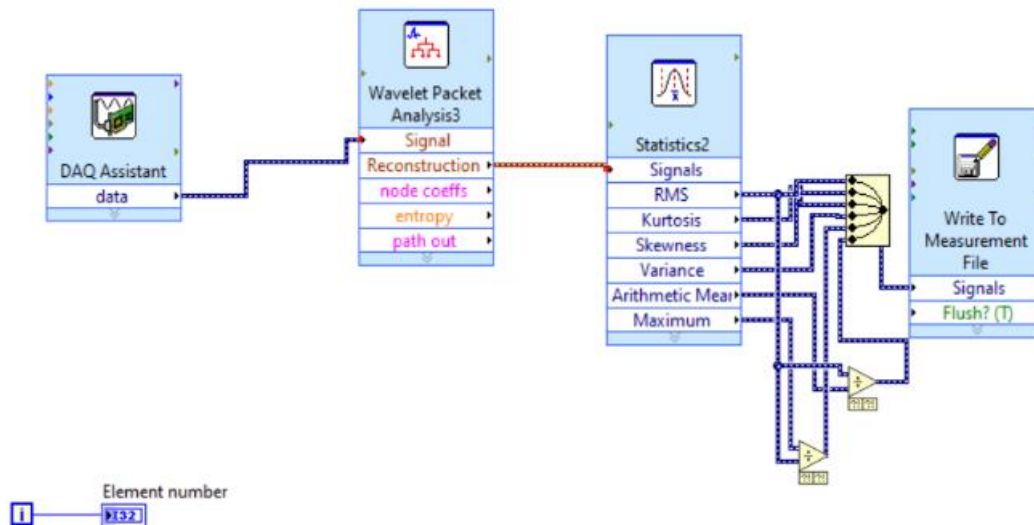 DAQ Assistant
data
Wavelet Packet
Analysis3
Signal
Reconstruction
node coeffs
entropy
path out
Statistics2
Signals
RMS
Kurtosis
Skewness
Variance
Arithmetic Mear
Maximum
Write To
Measurement
File
Signals
Flush? (T)
Element number
i
I32